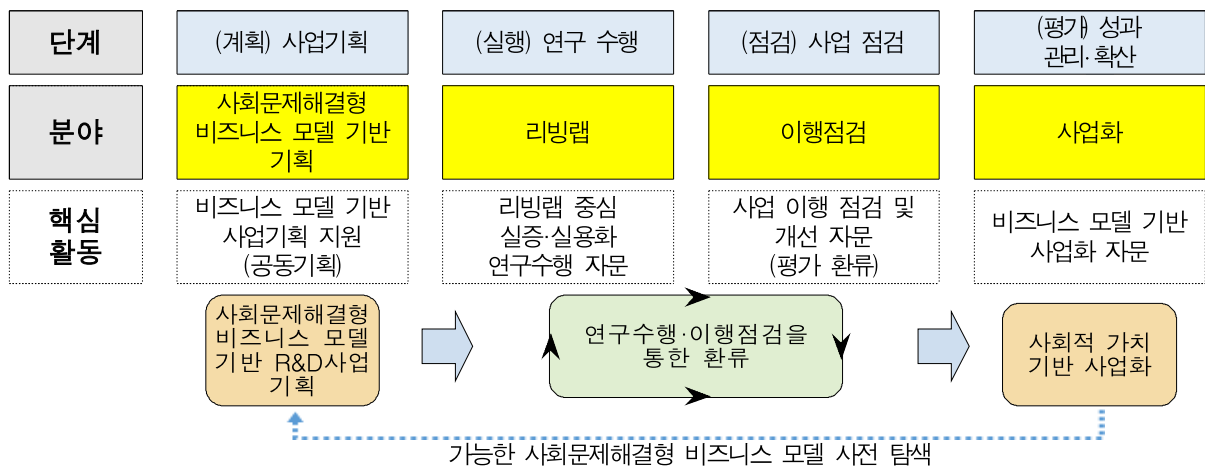 단계
(계획) 사업기획
(실행) 연구 수행
(점검) 사업 점검
(평가) 성과
관리·확산
분야
사회문제해결형
비즈니스 모델 기반
기획
리빙랩
이행점검
사업화
핵심
활동
비즈니스 모델 기반
사업기획 지원
(공동기획)
리빙랩 중심
실증·실용화
연구수행 자문
사업 이행 점검 및
개선 자문
(평가 환류)
비즈니스 모델 기반
사업화 자문
사회문제해결형
비즈니스 모델
기반 R&D사업
기획
연구수행·이행점검을
통한 환류
사회적 가치
기반 사업화
가능한 사회문제해결형 비즈니스 모델 사전 탐색